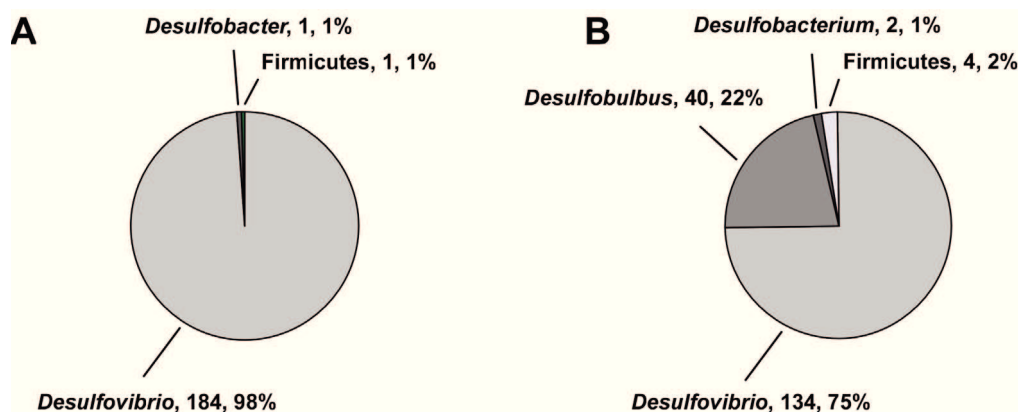 A
Desulfobacter, 1, 1%
Firmicutes, 1, 1%
Desulfovibrio, 184, 98%
B
Desulfobacterium, 2, 1%
Firmicutes, 4, 2%
Desulfobulbus, 40, 22%
Desulfovibrio, 134, 75%